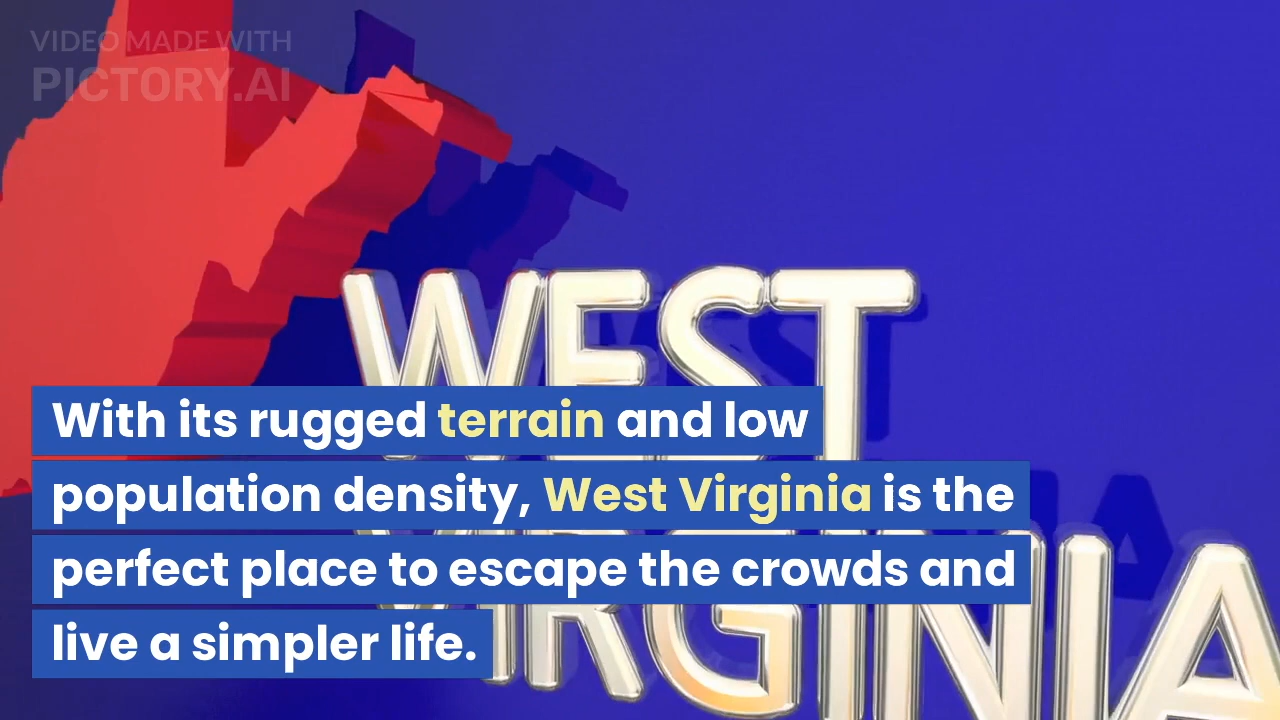 VIDEO MADE WITH
PICTORY.AI
WEST
VIRGINIA
With its rugged terrain and low
population density, West Virginia is the
perfect place to escape the crowds and
live a simpler life.